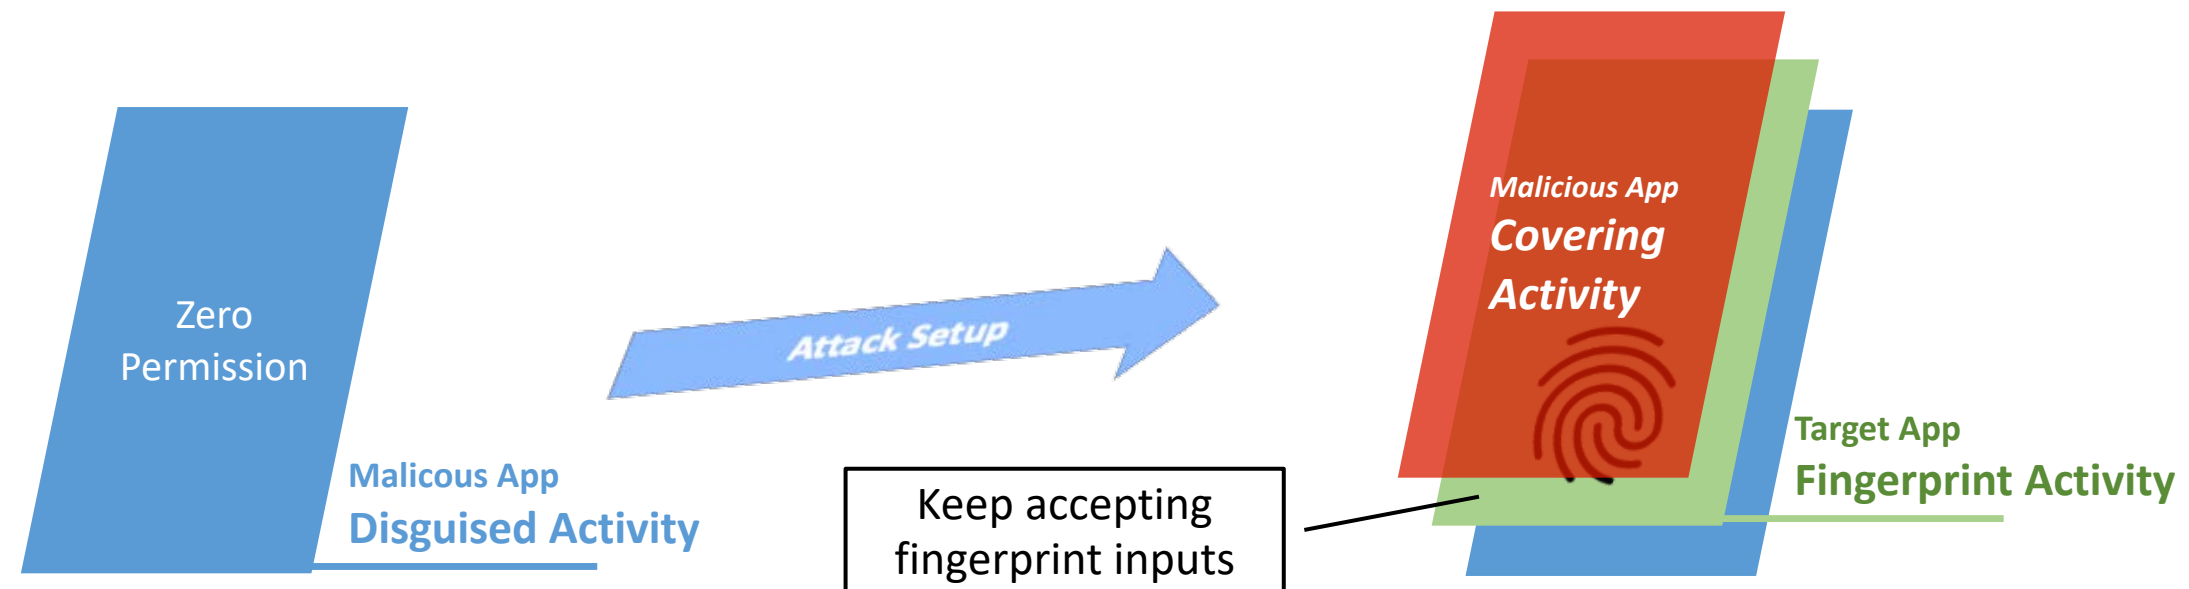 Zero
Permission
Malicous App
Disguised Activity
Attack Setup
Keep accepting
fingerprint inputs
Malicious App
Covering
Activity
Target App
Fingerprint Activity